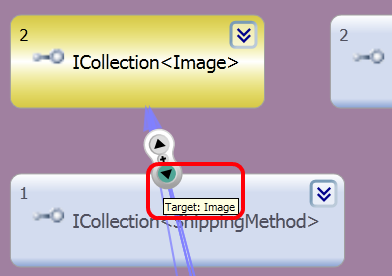 2
ICollection<Image>
2
1
Target: Image
ICollection<ShippingMethod>